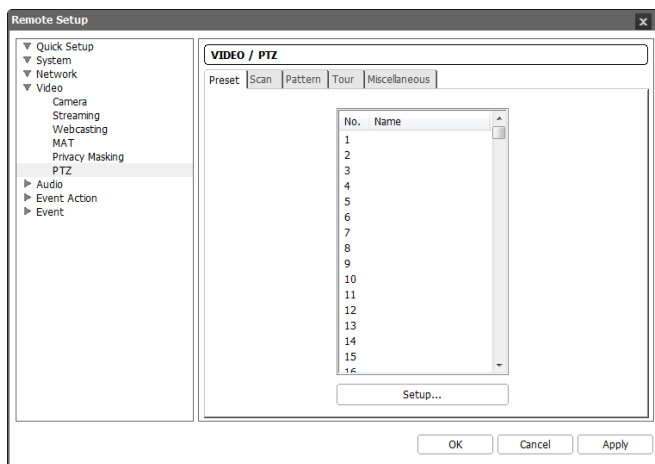 Remote Setup
Quick Setup
System
Network
Video
Camera
Streaming
Webcasting
MAT
Privacy Masking
PTZ
Audio
Event Action
Event
VIDEO / PTZ
Preset Scan Pattern Tour Miscellaneous
No. Name
1
2
3
4
5
6
7
8
9
10
11
12
13
14
15
16
Setup...
OK Cancel Apply